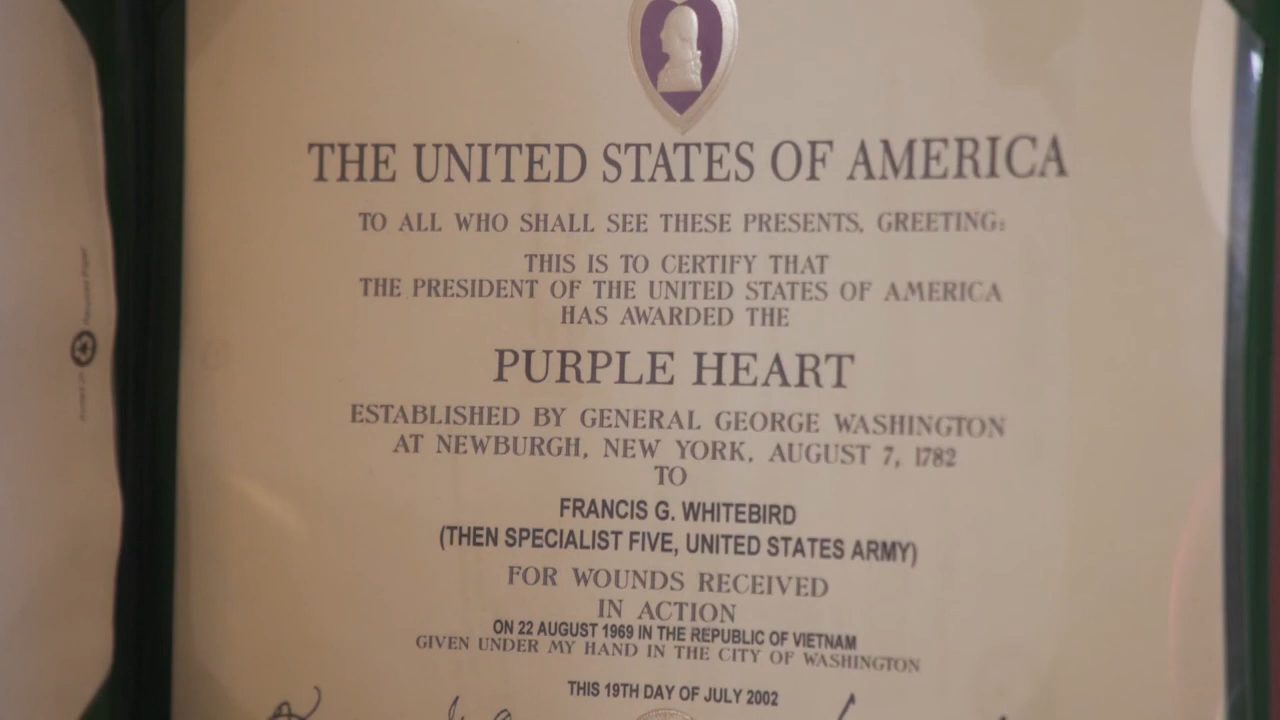 THE UNITED STATES OF AMERICA
TO ALL WHO SHALL SEE THESE PRESENTS, GREETING:
THIS IS TO CERTIFY THAT
THE PRESIDENT OF THE UNITED STATES OF AMERICA
HAS AWARDED THE
PURPLE HEART
ESTABLISHED BY GENERAL GEORGE WASHINGTON
AT NEWBURGH, NEW YORK, AUGUST 7, 1782
TO
FRANCIS G. WHITEBIRD
(THEN SPECIALIST FIVE, UNITED STATES ARMY)
FOR WOUNDS RECEIVED
IN ACTION
ON 22 AUGUST 1969 IN THE REPUBLIC OF VIETNAM
GIVEN UNDER MY HAND IN THE CITY OF WASHINGTON
THIS 19TH DAY OF JULY 2002